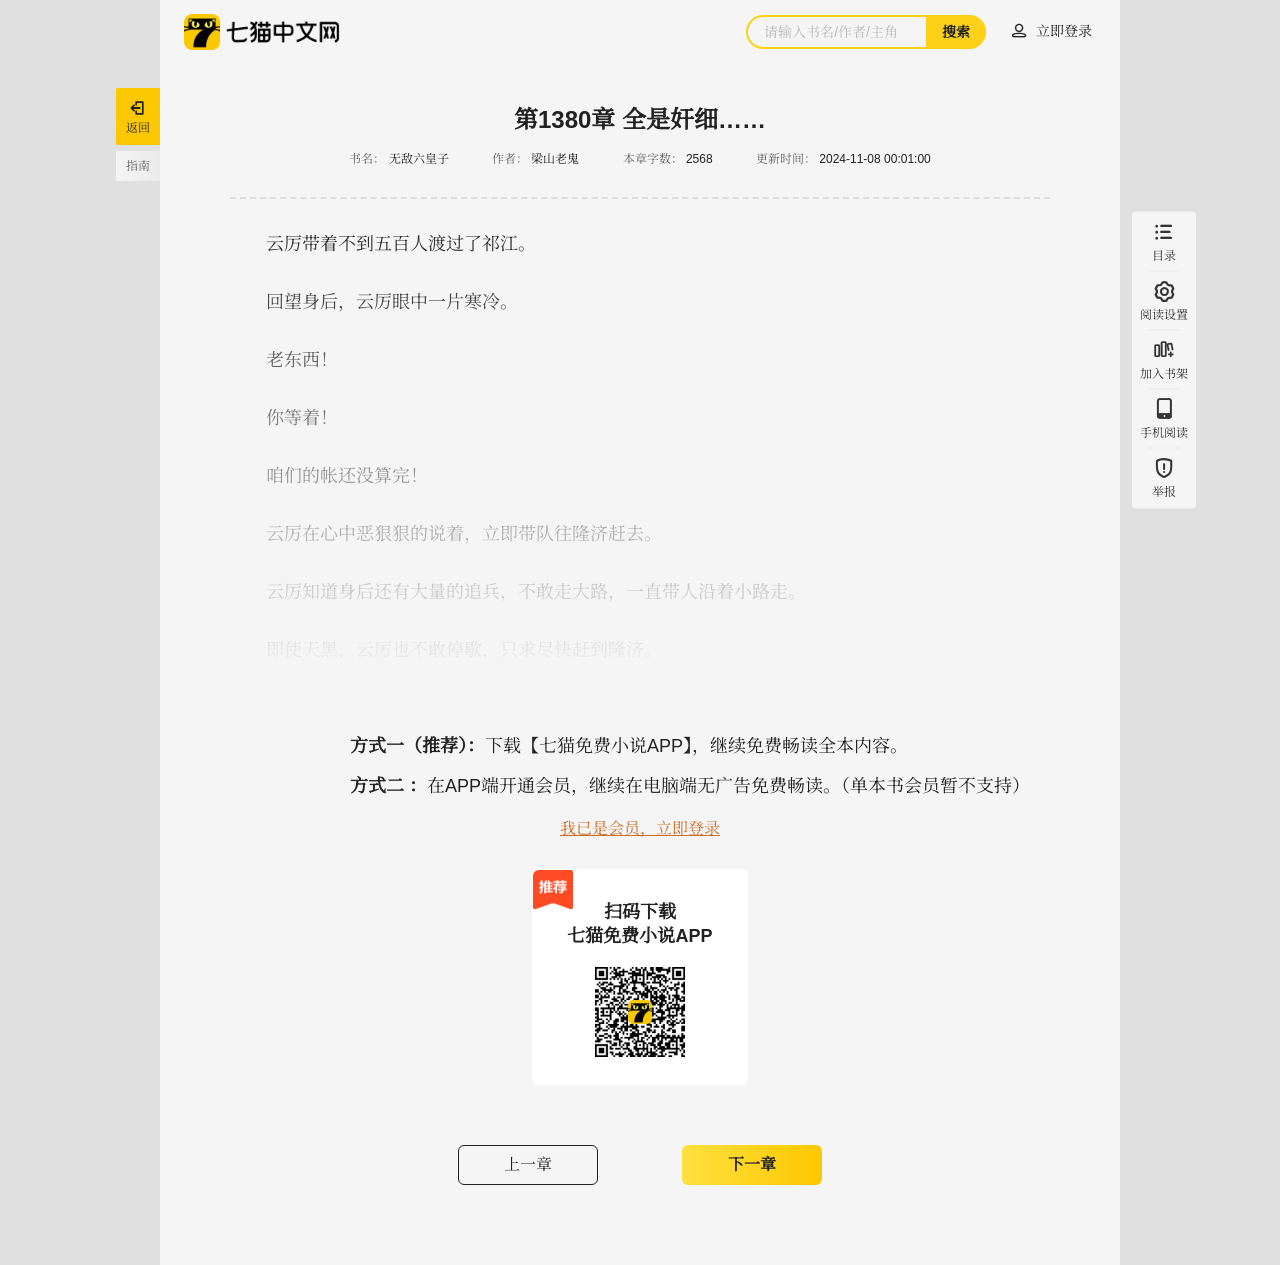 七猫中文网
请输入书名/作者/主角
搜索
立即登录
返回
指南
第1380章 全是奸细……
书名： 无敌六皇子 作者： 梁山老鬼 本章字数： 2568 更新时间： 2024-11-08 00:01:00
云厉带着不到五百人渡过了祁江。
回望身后，云厉眼中一片寒冷。
老东西！
你等着！
咱们的帐还没算完！
云厉在心中恶狠狠的说着，立即带队往隆济赶去。
云厉知道身后还有大量的追兵，不敢走大路，一直带人沿着小路走。
即使天黑，云厉也不敢停歇，只求尽快赶到隆济。
目录
阅读设置
加入书架
手机阅读
举报
方式一（推荐）：下载【七猫免费小说APP】，继续免费畅读全本内容。
方式二 ：在APP端开通会员，继续在电脑端无广告免费畅读。（单本书会员暂不支持）
我已是会员，立即登录
推荐
扫码下载
七猫免费小说APP
上一章
下一章